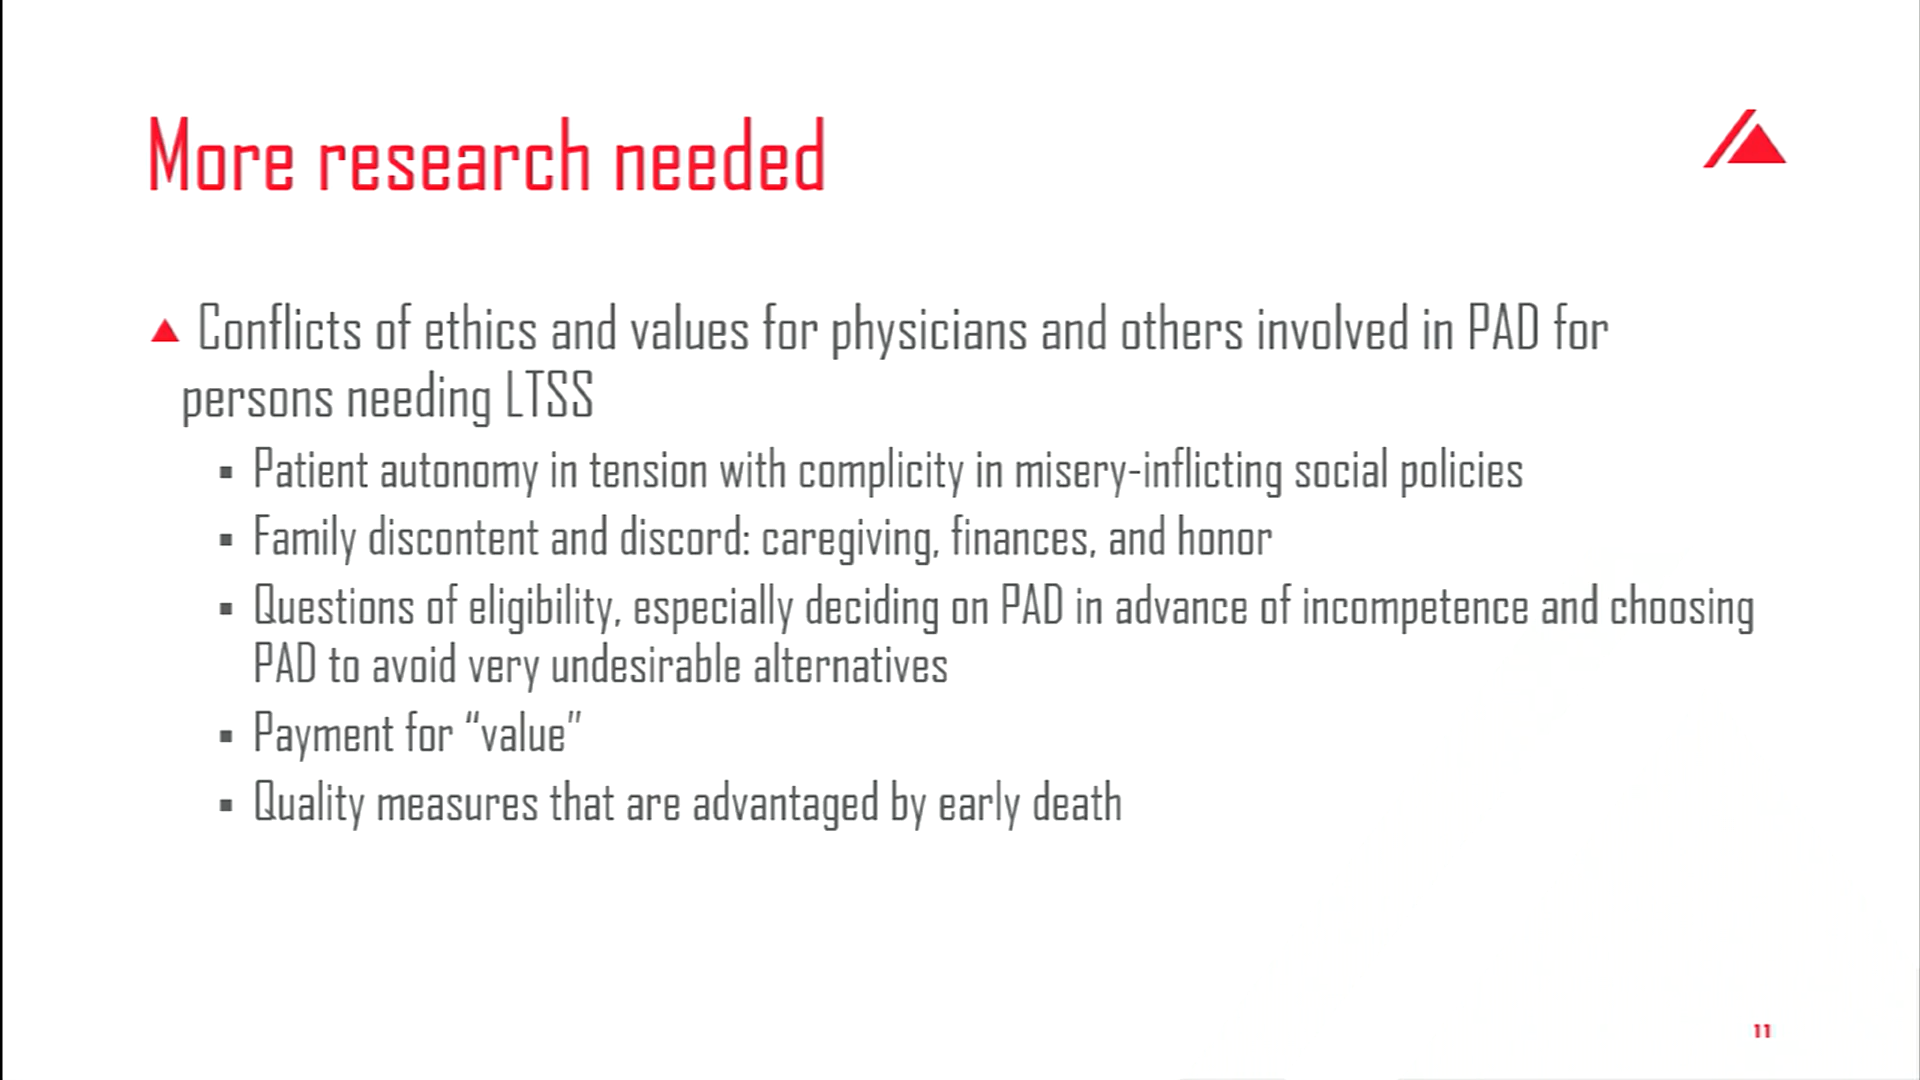 More research needed
Conflicts of ethics and values for physicians and others involved in PAD for
persons needing LTSS
▪ Patient autonomy in tension with complicity in misery-inflicting social policies
▪ Family discontent and discord: caregiving, finances, and honor
▪ Questions of eligibility, especially deciding on PAD in advance of incompetence and choosing
PAD to avoid very undesirable alternatives
▪ Payment for “value”
▪ Quality measures that are advantaged by early death
11